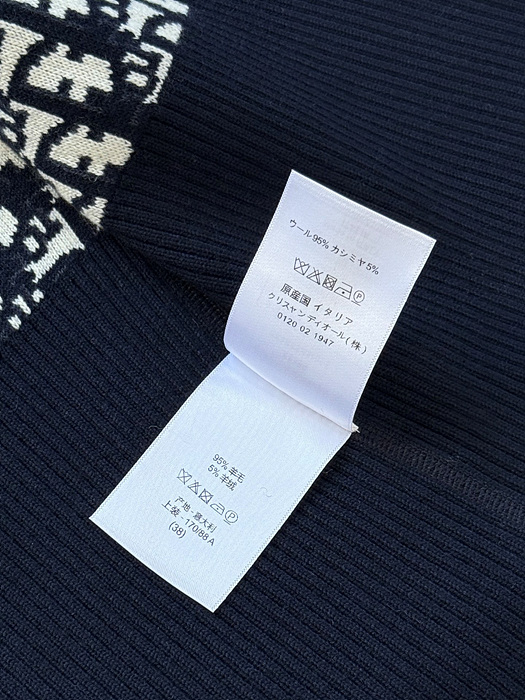 ウール95% カシミヤ5%
P
原産国 イタリア
クリスチャン ディオール(株)
0120 02 1947
95% 羊毛
5% 羊绒
P
产地 - 意大利
上装 - 170/88 A
(38)